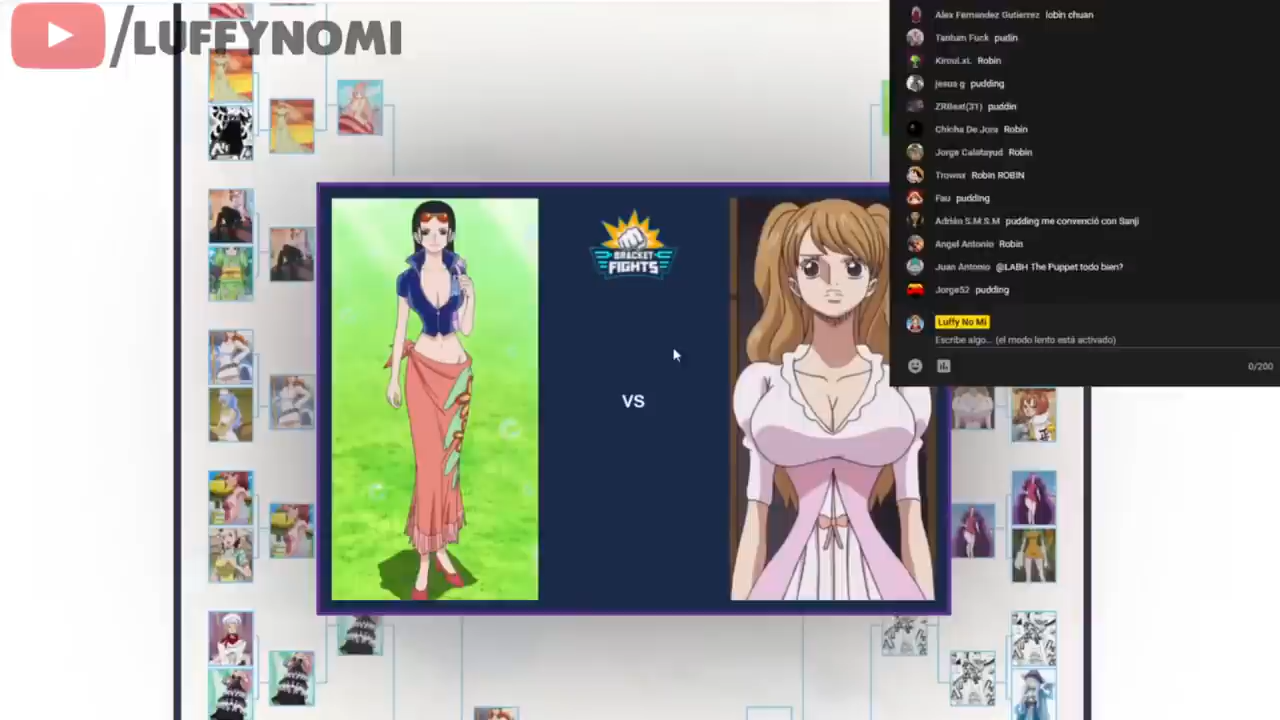 /LUFFYNOMI
Alex Fernandez Gutierrez lobin chuan
Tantum Fuck pudin
KirouLxL Robin
jesus g pudding
ZRBeat(31) puddin
Chicha De Jora Robin
Jorge Calatayud Robin
Trownx Robin ROBIN
Fau pudding
Adrián S.M S.M pudding me convenció con Sanji
Angel Antonio Robin
Juan Antonio @LABH The Puppet todo bien?
Jorge52 pudding
Luffy No Mi
Escribe algo... (el modo lento está activado)
0/200
BRACKET
FIGHTS
VS